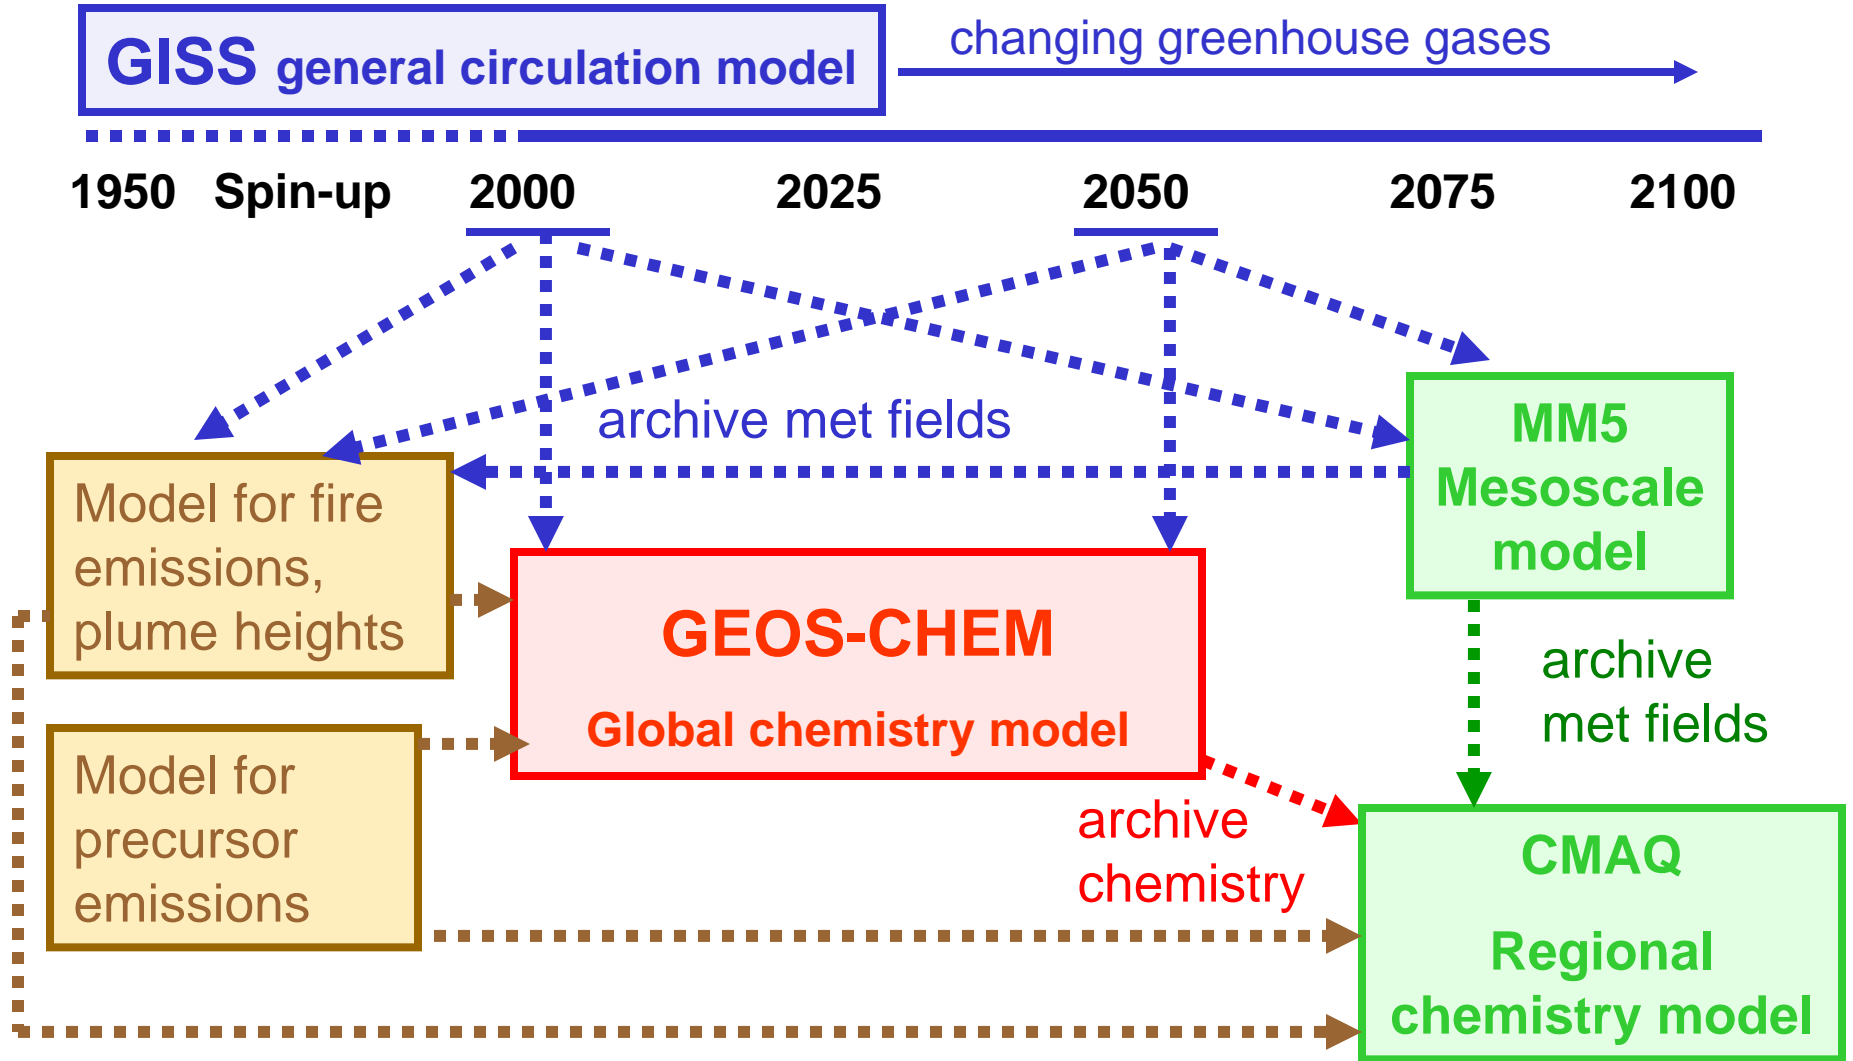 GISS general circulation model
changing greenhouse gases
1950 Spin-up 2000 2025 2050 2075 2100
archive met fields
MM5
Mesoscale
model
Model for fire
emissions,
plume heights
GEOS-CHEM
Global chemistry model
archive
met fields
Model for
precursor
emissions
archive
chemistry
CMAQ
Regional
chemistry model